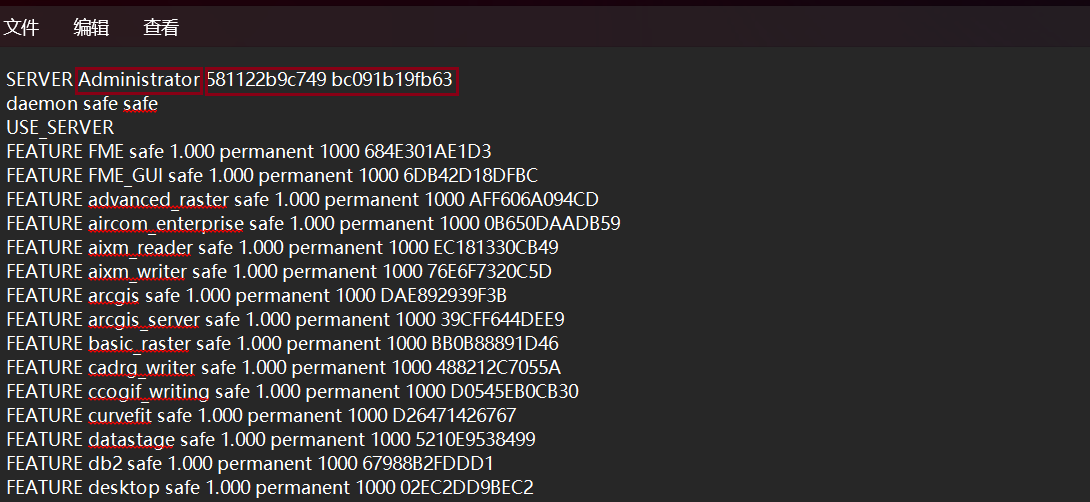 文件 编辑 查看
SERVER Administrator 581122b9c749 bc091b19fb63
daemon safe safe
USE_SERVER
FEATURE FME safe 1.000 permanent 1000 684E301AE1D3
FEATURE FME_GUI safe 1.000 permanent 1000 6DB42D18DFBC
FEATURE advanced_raster safe 1.000 permanent 1000 AFF606A094CD
FEATURE aircom_enterprise safe 1.000 permanent 1000 0B650DAADB59
FEATURE aixm_reader safe 1.000 permanent 1000 EC181330CB49
FEATURE aixm_writer safe 1.000 permanent 1000 76E6F7320C5D
FEATURE arcgis safe 1.000 permanent 1000 DAE892939F3B
FEATURE arcgis_server safe 1.000 permanent 1000 39CFF644DEE9
FEATURE basic_raster safe 1.000 permanent 1000 BB0B88891D46
FEATURE cadrg_writer safe 1.000 permanent 1000 488212C7055A
FEATURE ccogif_writing safe 1.000 permanent 1000 D0545EB0CB30
FEATURE curvefit safe 1.000 permanent 1000 D26471426767
FEATURE datastage safe 1.000 permanent 1000 5210E9538499
FEATURE db2 safe 1.000 permanent 1000 67988B2FDDD1
FEATURE desktop safe 1.000 permanent 1000 02EC2DD9BEC2